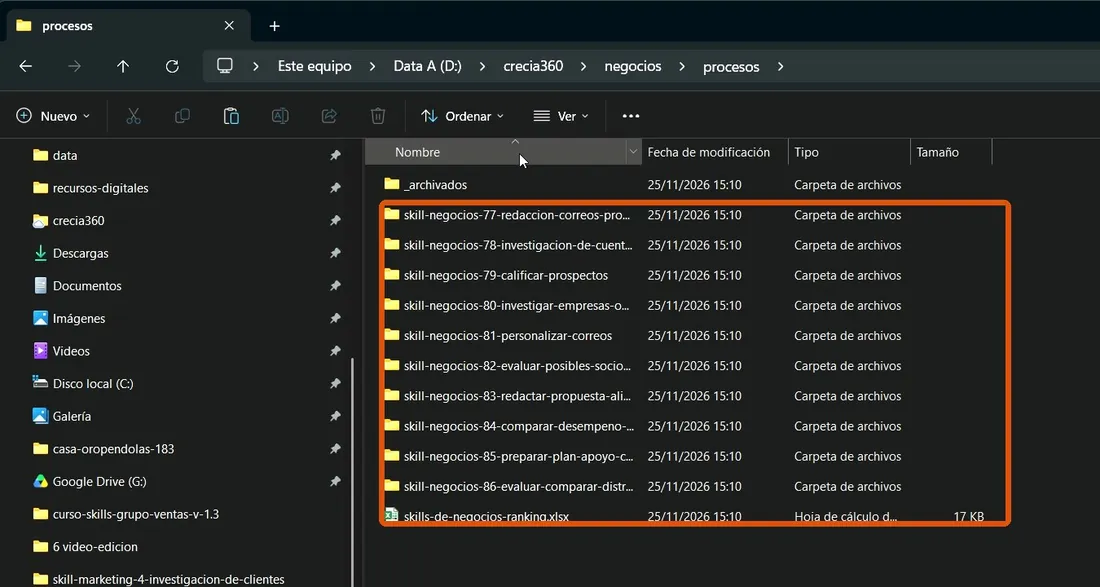 procesos
Este equipo > Data A (D:) > crecia360 > negocios > procesos >
Nuevo Ordenar Ver
data
recursos-digitales
crecia360
Descargas
Documentos
Imágenes
Videos
Disco local (C:)
Galería
casa-oropendolas-183
Google Drive (G:)
curso-skills-grupo-ventas-v-1.3
6 video-edicion
skill-marketing-4-investigacion-de-clientes
Nombre Fecha de modificación Tipo Tamaño
_archivados 25/11/2026 15:10 Carpeta de archivos
skill-negocios-77-redaccion-correos-pro... 25/11/2026 15:10 Carpeta de archivos
skill-negocios-78-investigacion-de-cuent... 25/11/2026 15:10 Carpeta de archivos
skill-negocios-79-calificar-prospectos 25/11/2026 15:10 Carpeta de archivos
skill-negocios-80-investigar-empresas-o... 25/11/2026 15:10 Carpeta de archivos
skill-negocios-81-personalizar-correos 25/11/2026 15:10 Carpeta de archivos
skill-negocios-82-evaluar-posibles-socio... 25/11/2026 15:10 Carpeta de archivos
skill-negocios-83-redactar-propuesta-ali... 25/11/2026 15:10 Carpeta de archivos
skill-negocios-84-comparar-desempeno-... 25/11/2026 15:10 Carpeta de archivos
skill-negocios-85-preparar-plan-apoyo-c... 25/11/2026 15:10 Carpeta de archivos
skill-negocios-86-evaluar-comparar-distr... 25/11/2026 15:10 Carpeta de archivos
skills-de-negocios-ranking.xlsx 25/11/2026 15:10 Hoja de cálculo d... 17 KB